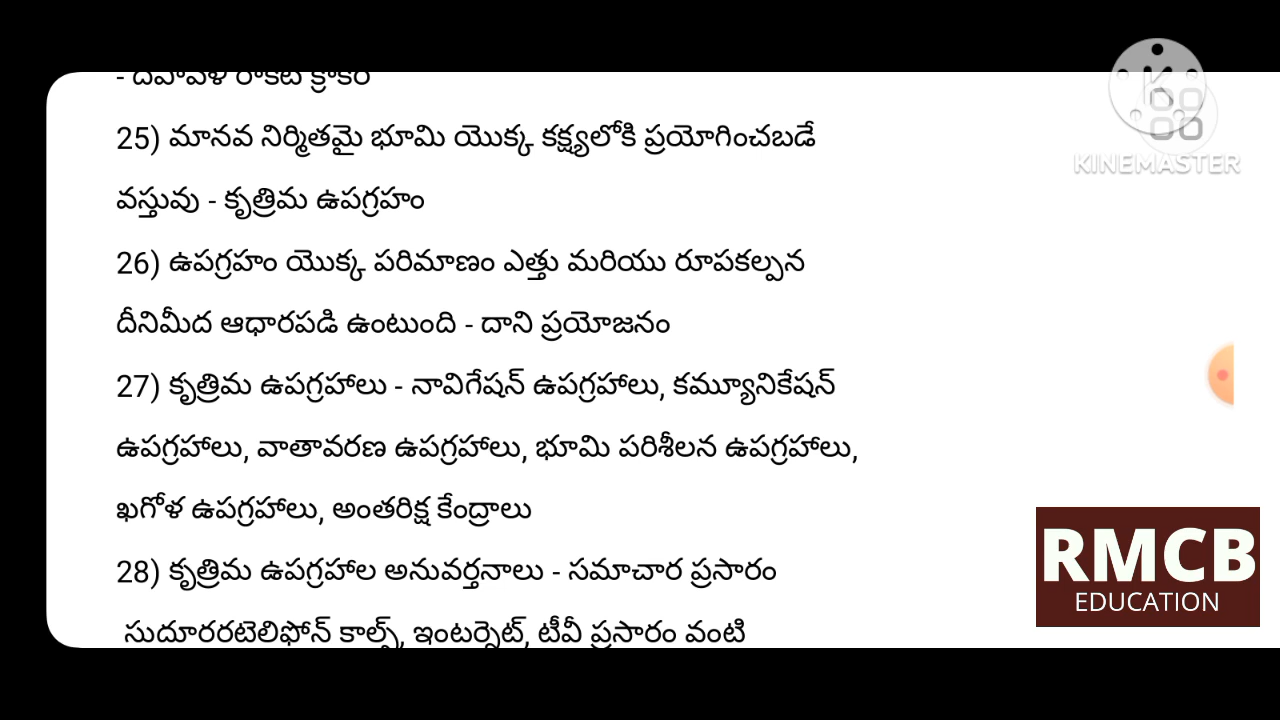 - దీపావళి రాకెట్ క్రాకర్
25) మానవ నిర్మితమై భూమి యొక్క కక్ష్యలోకి ప్రయోగించబడే
వస్తువు - కృత్రిమ ఉపగ్రహం
26) ఉపగ్రహం యొక్క పరిమాణం ఎత్తు మరియు రూపకల్పన
దీనిమీద ఆధారపడి ఉంటుంది - దాని ప్రయోజనం
27) కృత్రిమ ఉపగ్రహాలు - నావిగేషన్ ఉపగ్రహాలు, కమ్యూనికేషన్
ఉపగ్రహాలు, వాతావరణ ఉపగ్రహాలు, భూమి పరిశీలన ఉపగ్రహాలు,
ఖగోళ ఉపగ్రహాలు, అంతరిక్ష కేంద్రాలు
28) కృత్రిమ ఉపగ్రహాల అనువర్తనాలు - సమాచార ప్రసారం
సుదూరరటెలిఫోన్ కాల్స్, ఇంటర్నెట్, టీవీ ప్రసారం వంటి
KINEMASTER
RMCB
EDUCATION